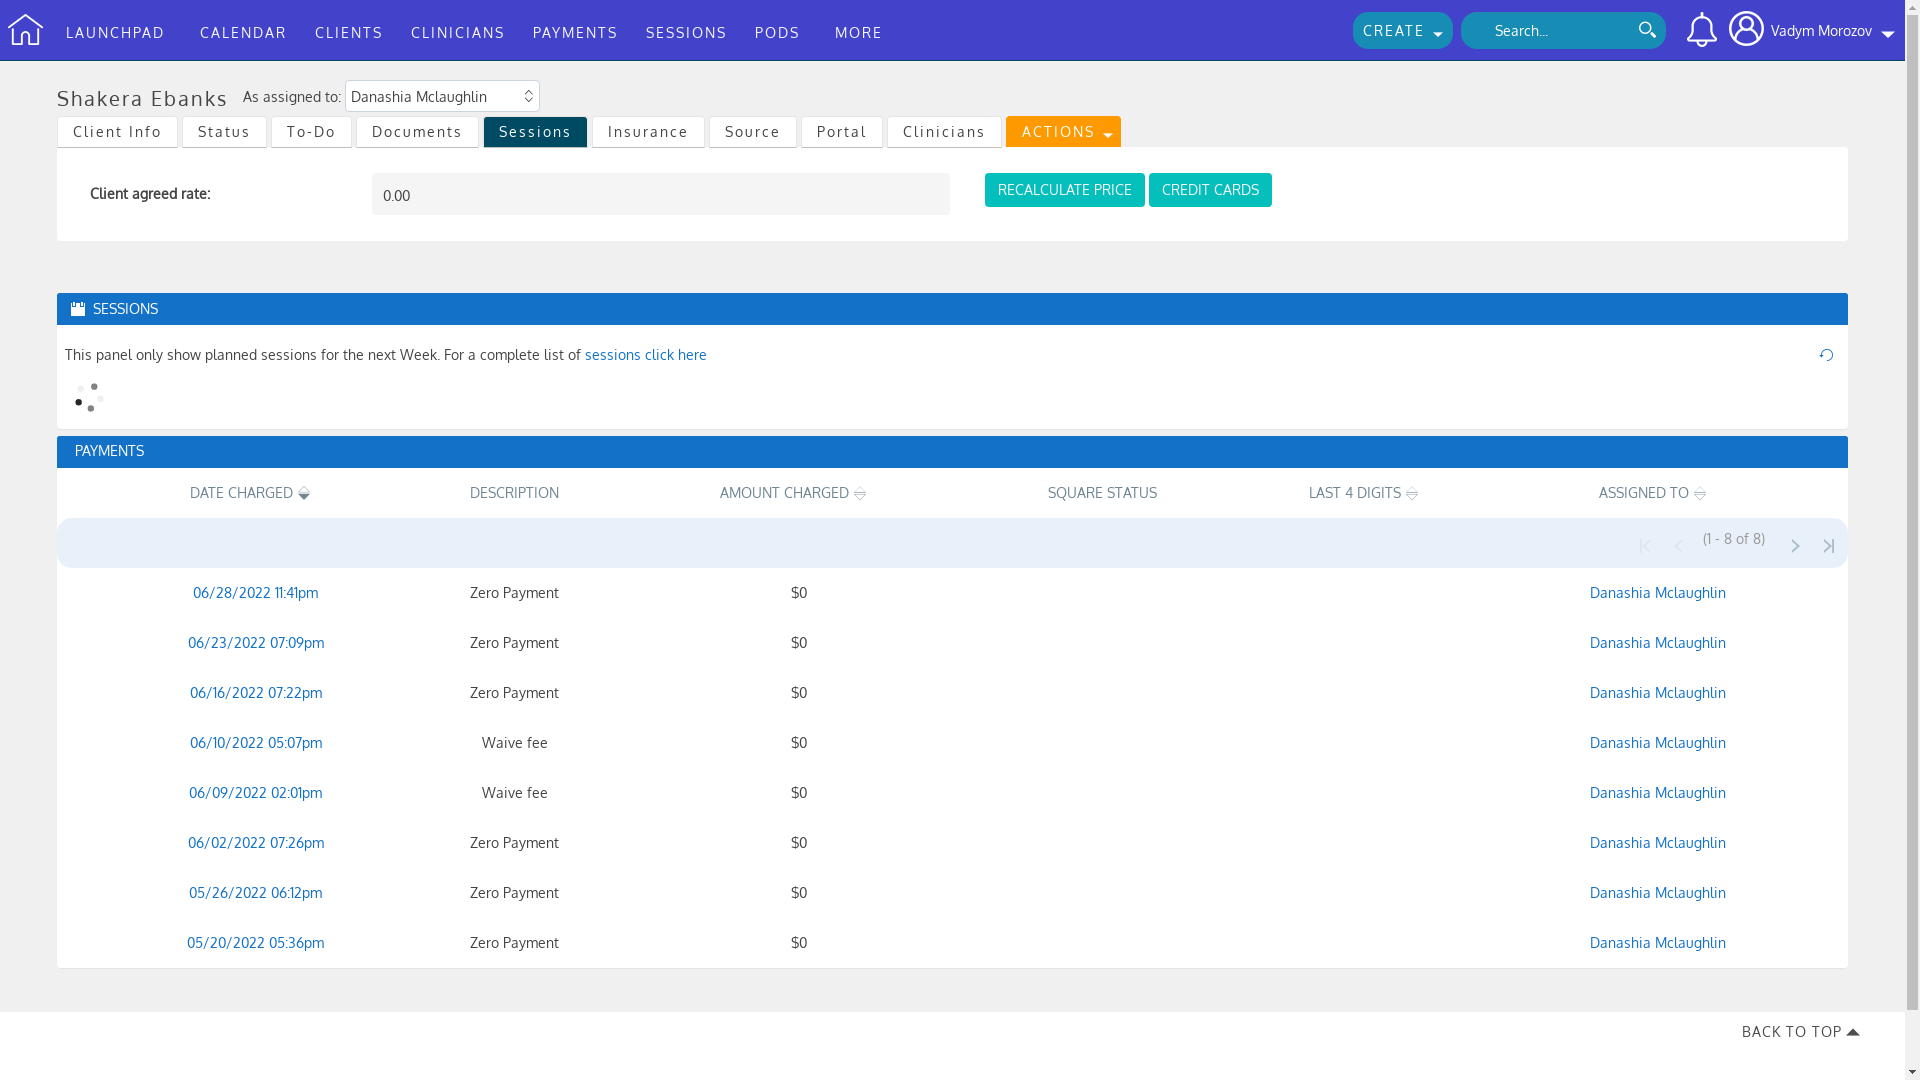 LAUNCHPAD CALENDAR CLIENTS CLINICIANS PAYMENTS SESSIONS PODS MORE CREATE Search... Vadym Morozov
Shakera Ebanks As assigned to: Danashia Mclaughlin
Client Info Status To-Do Documents Sessions Insurance Source Portal Clinicians ACTIONS
Client agreed rate: 0.00 RECALCULATE PRICE CREDIT CARDS
SESSIONS
This panel only show planned sessions for the next Week. For a complete list of sessions click here
PAYMENTS
DATE CHARGED DESCRIPTION AMOUNT CHARGED SQUARE STATUS LAST 4 DIGITS ASSIGNED TO
(1 - 8 of 8)
06/28/2022 11:41pm Zero Payment $0 Danashia Mclaughlin
06/23/2022 07:09pm Zero Payment $0 Danashia Mclaughlin
06/16/2022 07:22pm Zero Payment $0 Danashia Mclaughlin
06/10/2022 05:07pm Waive fee $0 Danashia Mclaughlin
06/09/2022 02:01pm Waive fee $0 Danashia Mclaughlin
06/02/2022 07:26pm Zero Payment $0 Danashia Mclaughlin
05/26/2022 06:12pm Zero Payment $0 Danashia Mclaughlin
05/20/2022 05:36pm Zero Payment $0 Danashia Mclaughlin
BACK TO TOP